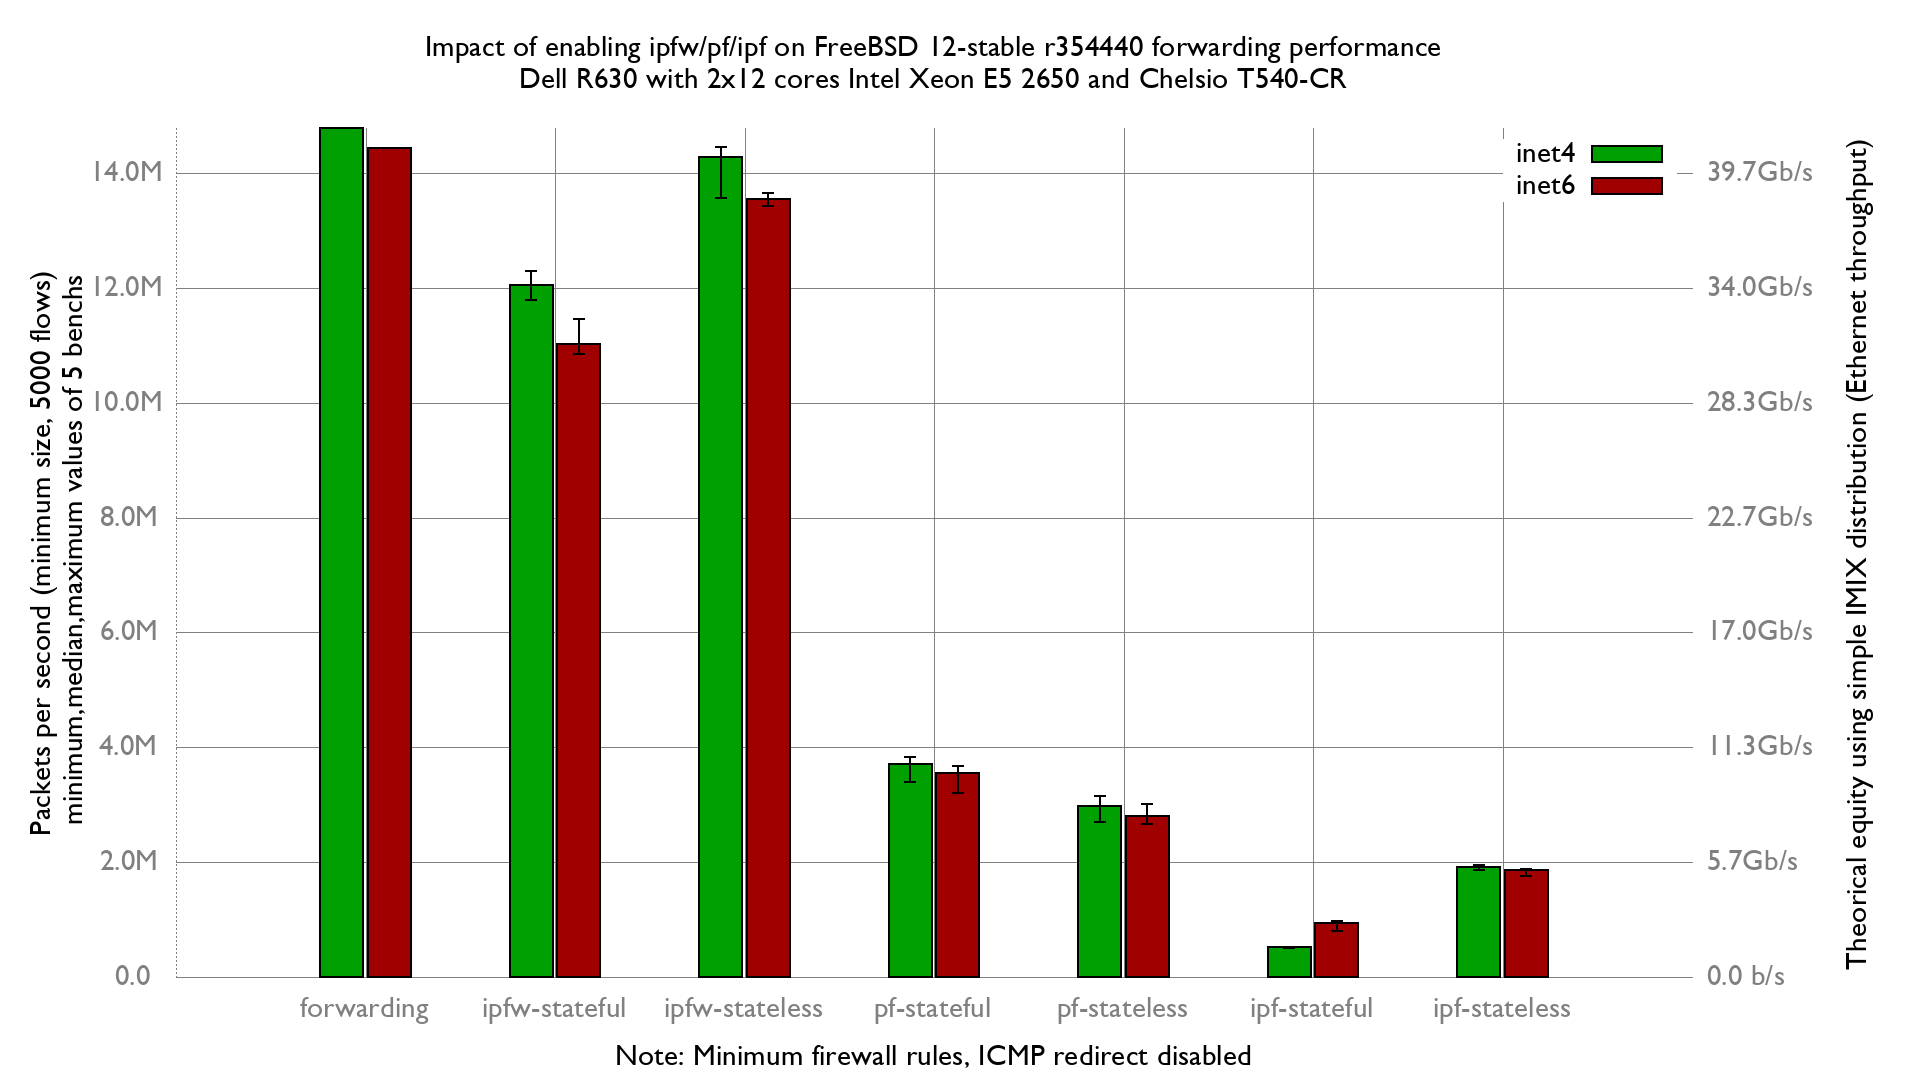 Impact of enabling ipfw/pf/ipf on FreeBSD 12-stable r354440 forwarding performance
Dell R630 with 2x12 cores Intel Xeon E5 2650 and Chelsio T540-CR
Packets per second (minimum size, 5000 flows)
minimum,median,maximum values of 5 benchs
14.0M
12.0M
10.0M
8.0M
6.0M
4.0M
2.0M
0.0
inet4
inet6
39.7Gb/s
34.0Gb/s
28.3Gb/s
22.7Gb/s
17.0Gb/s
11.3Gb/s
5.7Gb/s
0.0 b/s
Theorical equity using simple IMIX distribution (Ethernet throughput)
forwarding
ipfw-stateful
ipfw-stateless
pf-stateful
pf-stateless
ipf-stateful
ipf-stateless
Note: Minimum firewall rules, ICMP redirect disabled